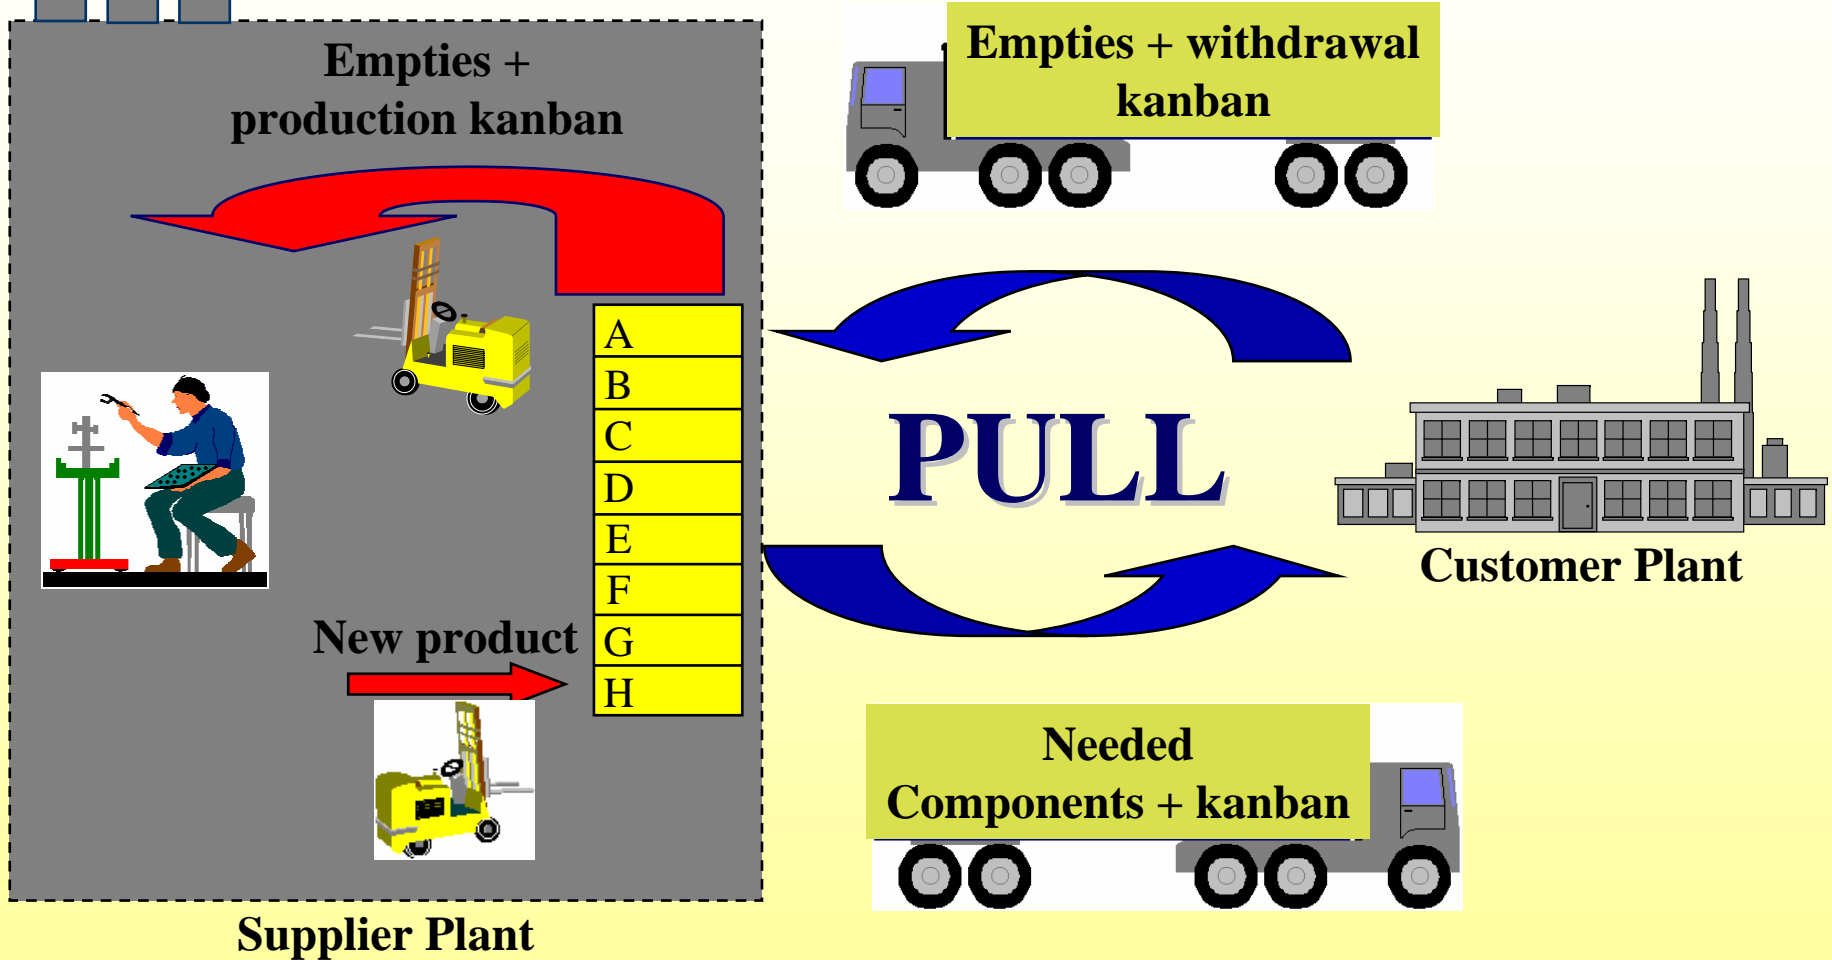 Empties +
production kanban
Empties + withdrawal
kanban
A
B
C
D
E
F
G
H
PULL
Customer Plant
New product
Needed
Components + kanban
Supplier Plant